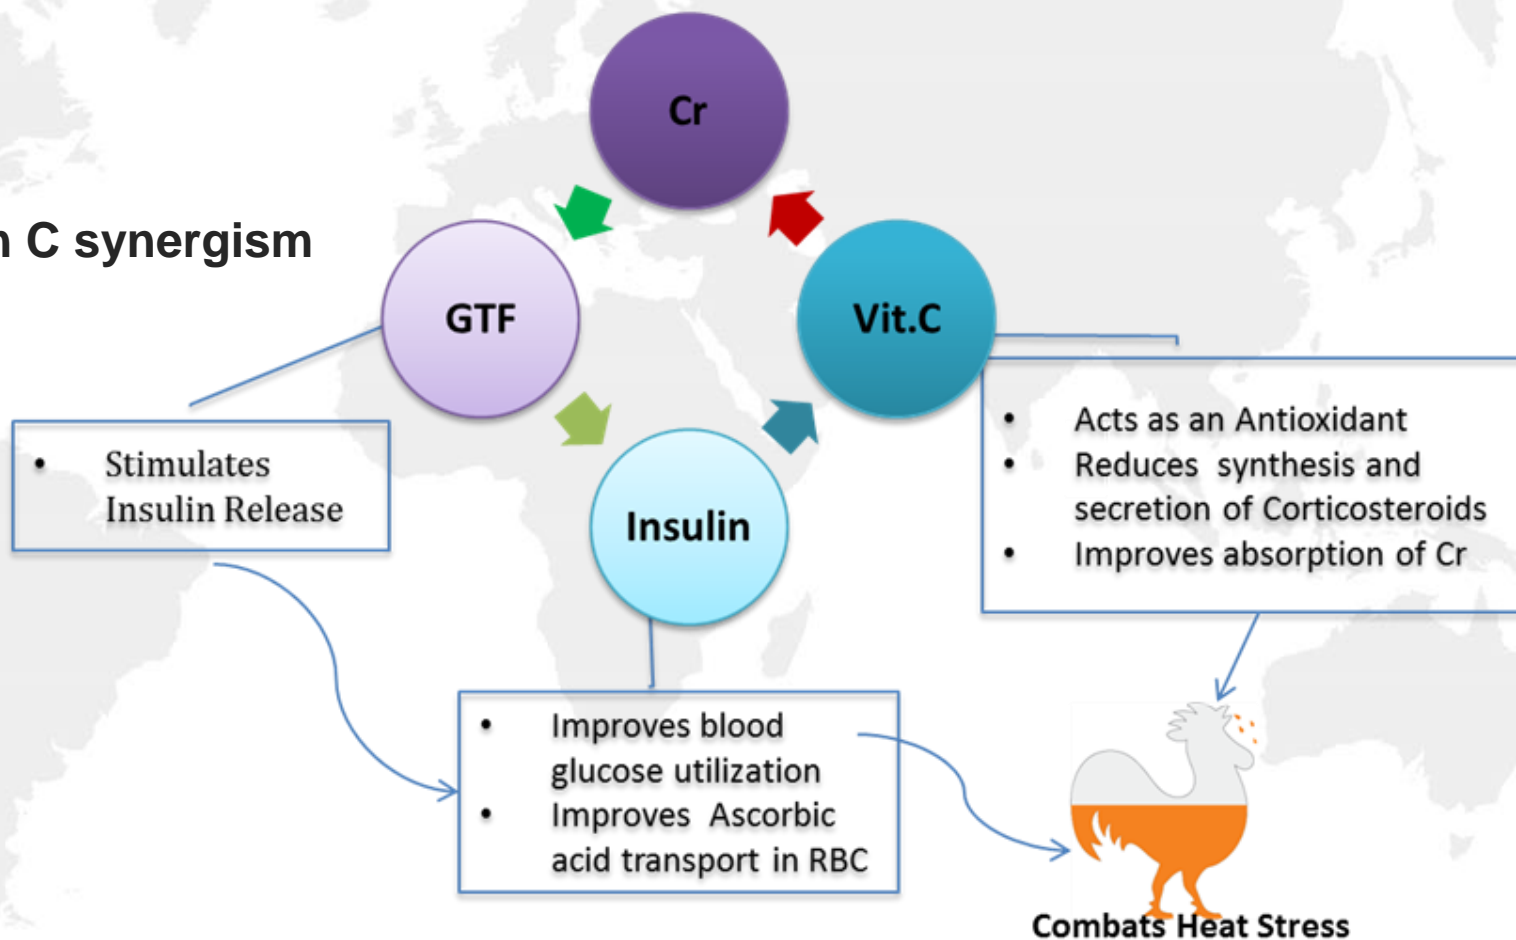 Cr
C synergism
GTF
Vit.C
• Acts as an Antioxidant
• Reduces synthesis and
secretion of Corticosteroids
• Improves absorption of Cr
• Stimulates
Insulin Release
Insulin
• Improves blood
glucose utilization
• Improves Ascorbic
acid transport in RBC
Combats Heat Stress